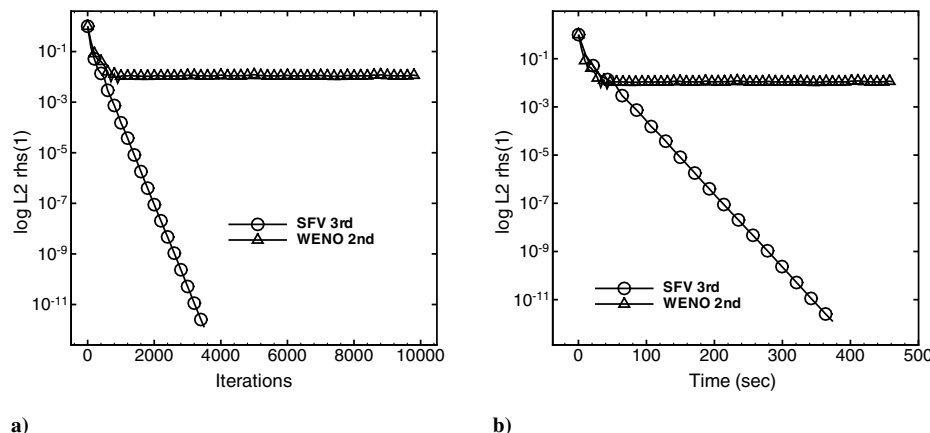 10-1
10-3
10-5
10-7
10-9
10-11
log L2 rhs(1)
SFV 3rd
WENO 2nd
0 2000 4000 6000 8000 10000
Iterations
a)
10-1
10-3
10-5
10-7
10-9
10-11
log L2 rhs(1)
SFV 3rd
WENO 2nd
0 100 200 300 400 500
Time (sec)
b)